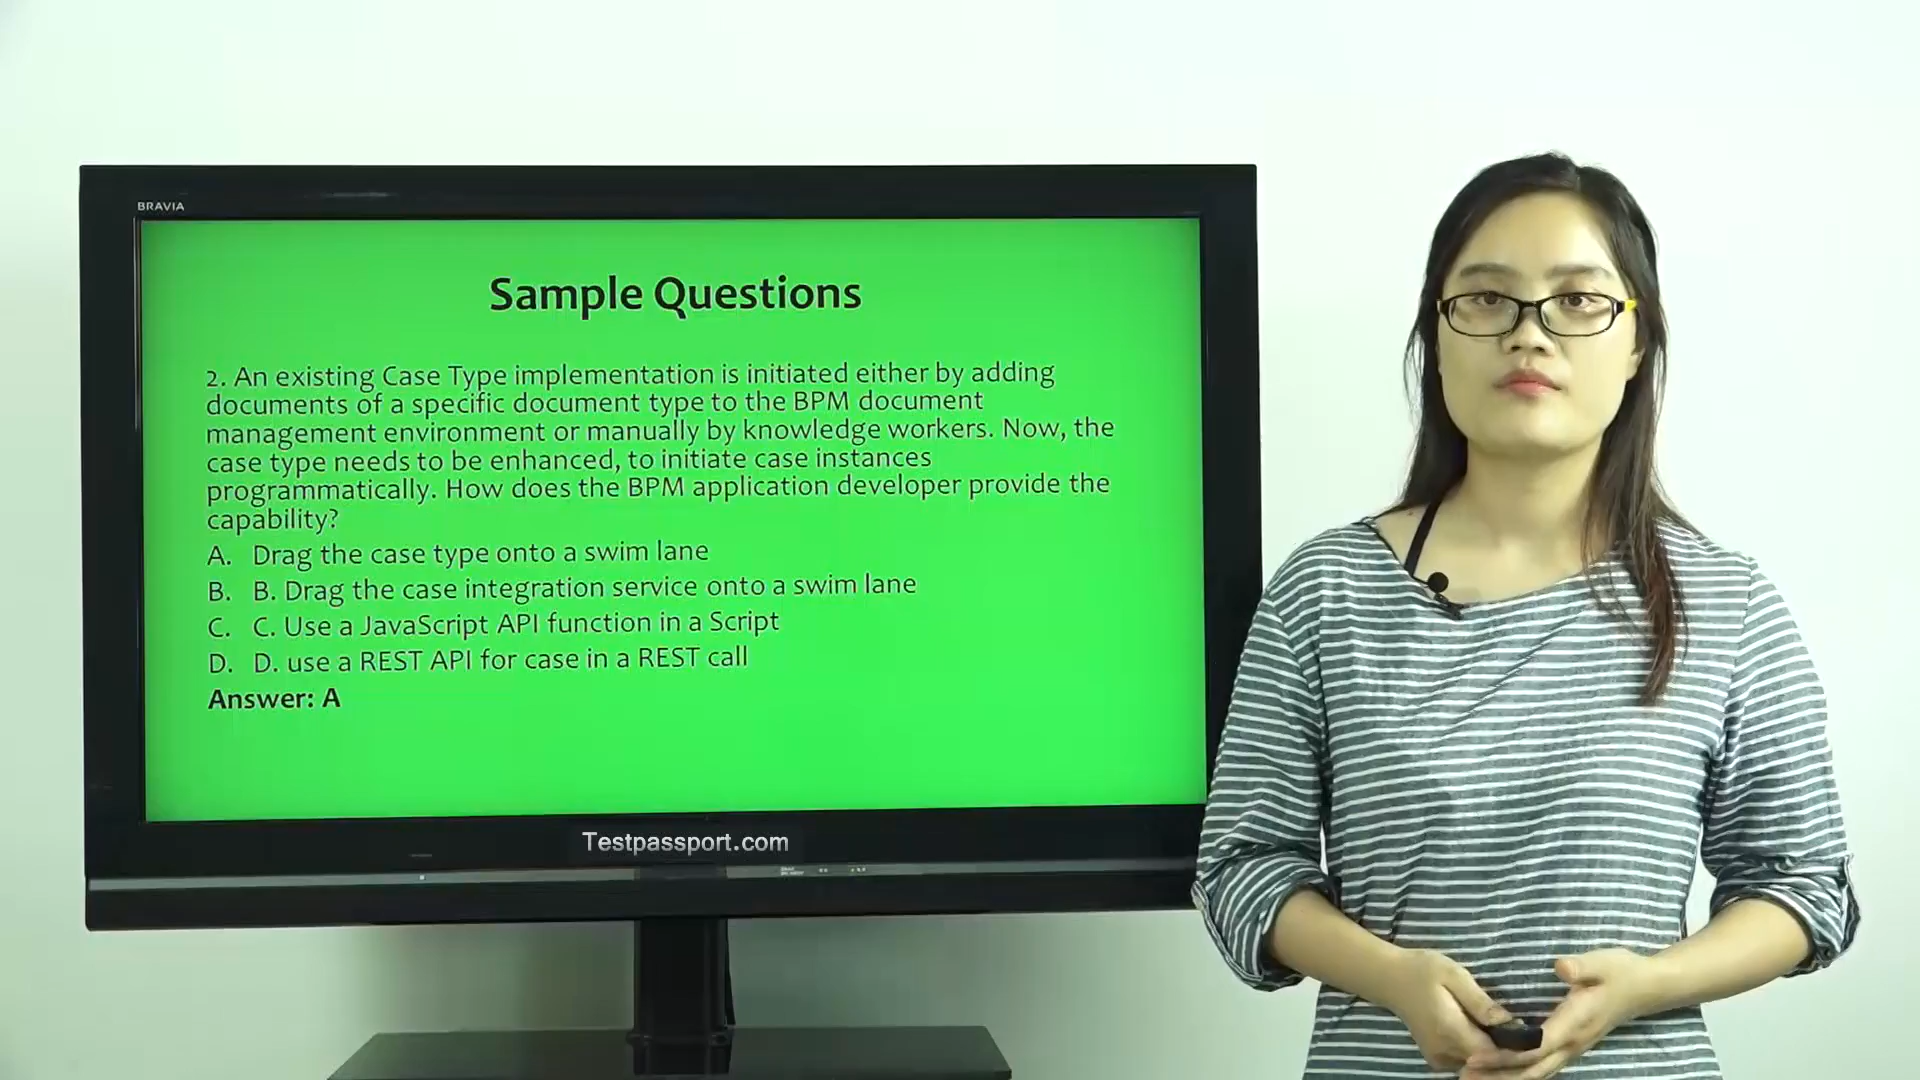 BRAVIA
Sample Questions
2. An existing Case Type implementation is initiated either by adding
documents of a specific document type to the BPM document
management environment or manually by knowledge workers. Now, the
case type needs to be enhanced, to initiate case instances
programmatically. How does the BPM application developer provide the
capability?
A. Drag the case type onto a swim lane
B. B. Drag the case integration service onto a swim lane
C. C. Use a JavaScript API function in a Script
D. D. use a REST API for case in a REST call
Answer: A
Testpassport.com